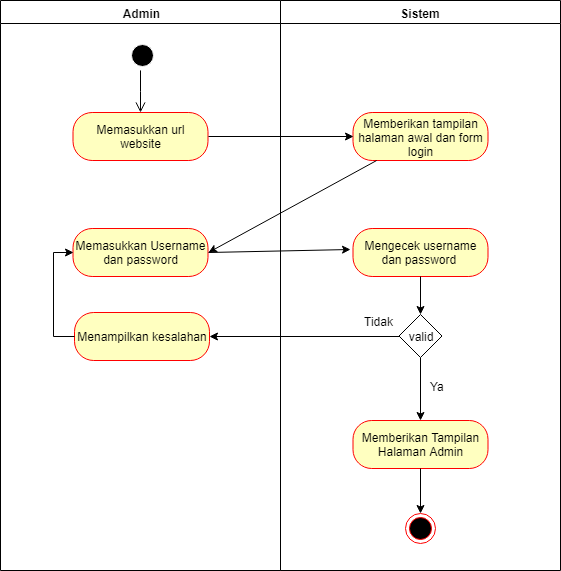 Admin
Sistem
Memasukkan url
website
Memberikan tampilan
halaman awal dan form
login
Memasukkan Username
dan password
Mengecek username
dan password
Tidak
valid
Menampilkan kesalahan
Ya
Memberikan Tampilan
Halaman Admin